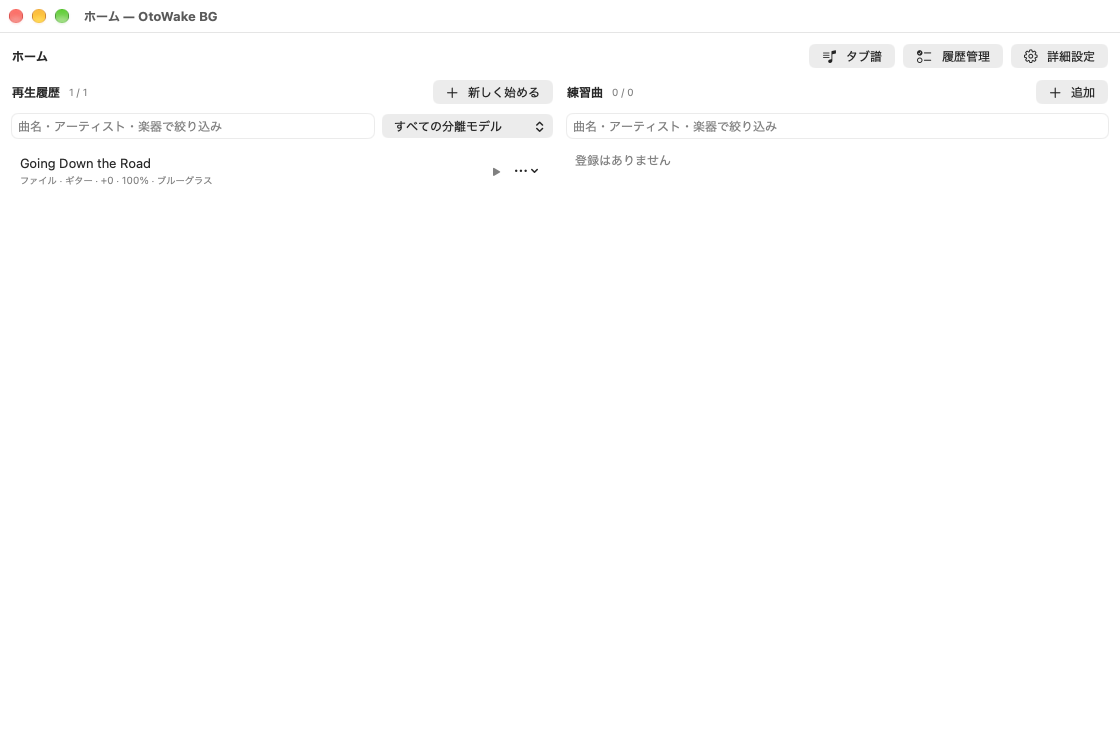 ホーム — OtoWake BG
ホーム
タブ譜
履歴管理
詳細設定
再生履歴 1 / 1
新しく始める
練習曲 0 / 0
追加
曲名・アーティスト・楽器で絞り込み
すべての分離モデル
曲名・アーティスト・楽器で絞り込み
Going Down the Road
ファイル · ギター · +0 · 100% · ブルーグラス
登録はありません